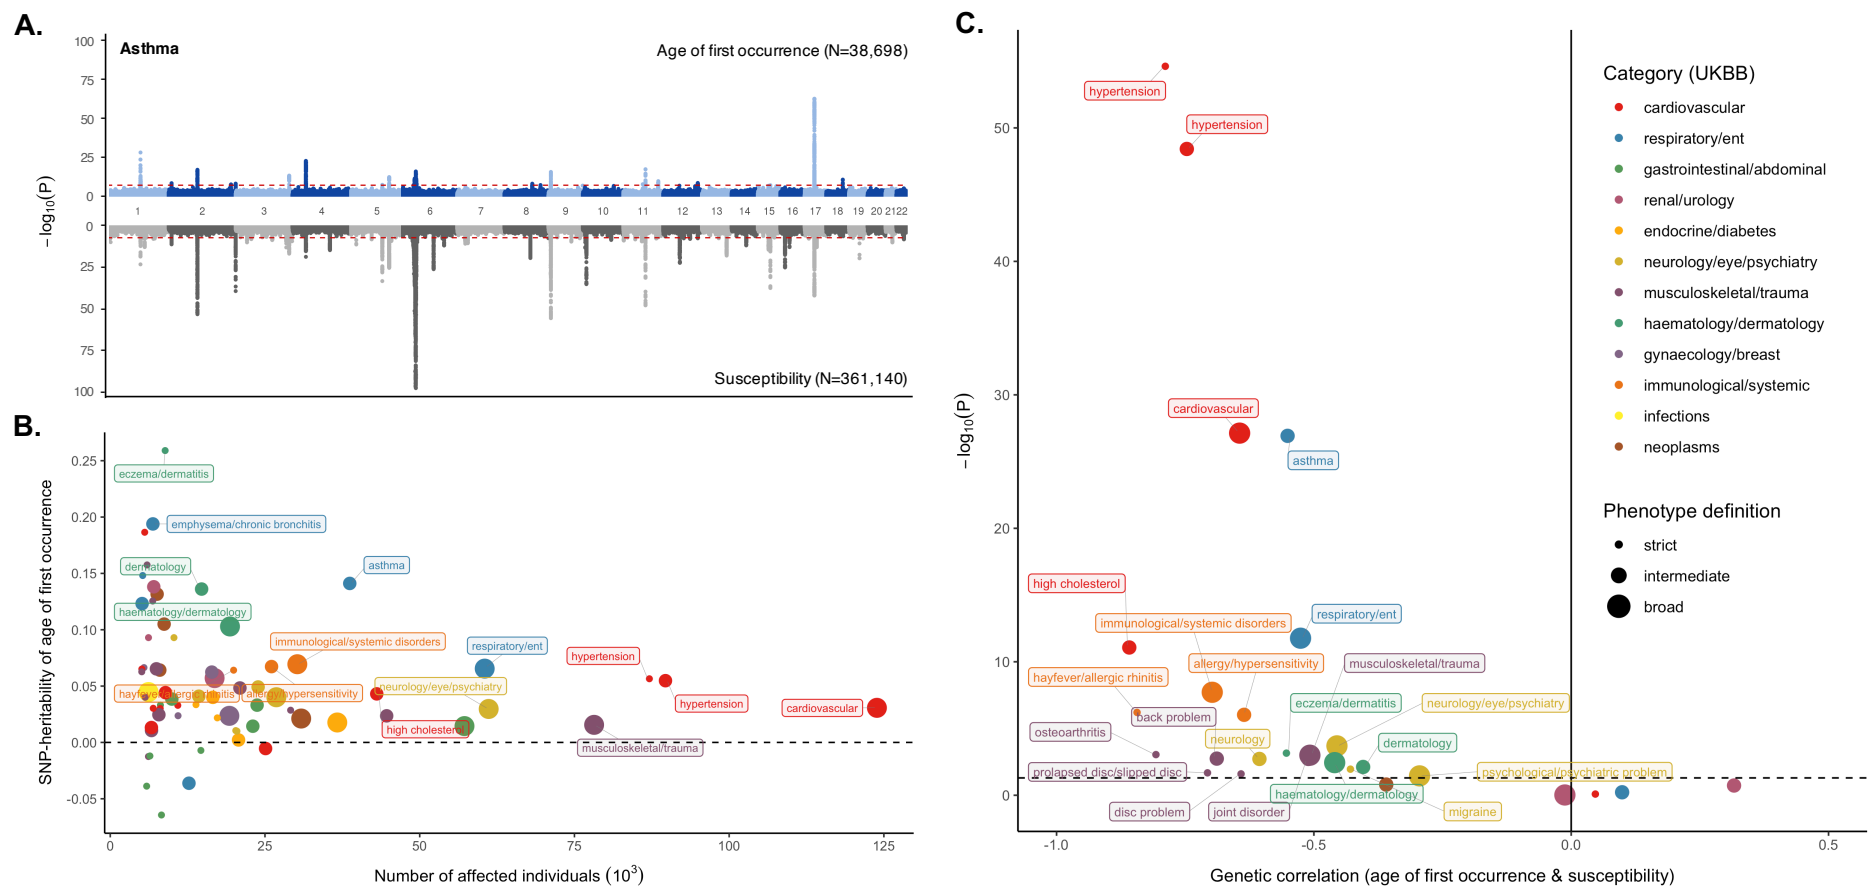 A.
Asthma
Age of first occurrence (N=38,698)
100
75
50
25
0
1 2 3 4 5 6 7 8 9 10 11 12 13 14 15 16 17 18 19 20 21 22
0
25
50
75
100
−log10(P)
Susceptibility (N=361,140)
B.
SNP-heritability of age of first occurrence
0.25
0.20
0.15
0.10
0.05
0.00
-0.05
eczema/dermatitis
emphysema/chronic bronchitis
dermatology
asthma
haematology/dermatology
immunological/systemic disorders
respiratory/ent
hypertension
hayfever/allergic rhinitis
allergy/hypersensitivity
neurology/eye/psychiatry
hypertension
cardiovascular
high cholesterol
musculoskeletal/trauma
0 25 50 75 100 125
Number of affected individuals (10^3)
C.
−log10(P)
50
40
30
20
10
0
hypertension
hypertension
cardiovascular
asthma
high cholesterol
immunological/systemic disorders
respiratory/ent
allergy/hypersensitivity
musculoskeletal/trauma
hayfever/allergic rhinitis
back problem
eczema/dermatitis
neurology/eye/psychiatry
osteoarthritis
neurology
dermatology
prolapsed disc/slipped disc
psychological/psychiatric problem
haematology/dermatology
disc problem
joint disorder
migraine
-1.0 -0.5 0.0 0.5
Genetic correlation (age of first occurrence & susceptibility)
Category (UKBB)
cardiovascular
respiratory/ent
gastrointestinal/abdominal
renal/urology
endocrine/diabetes
neurology/eye/psychiatry
musculoskeletal/trauma
haematology/dermatology
gynaecology/breast
immunological/systemic
infections
neoplasms
Phenotype definition
strict
intermediate
broad